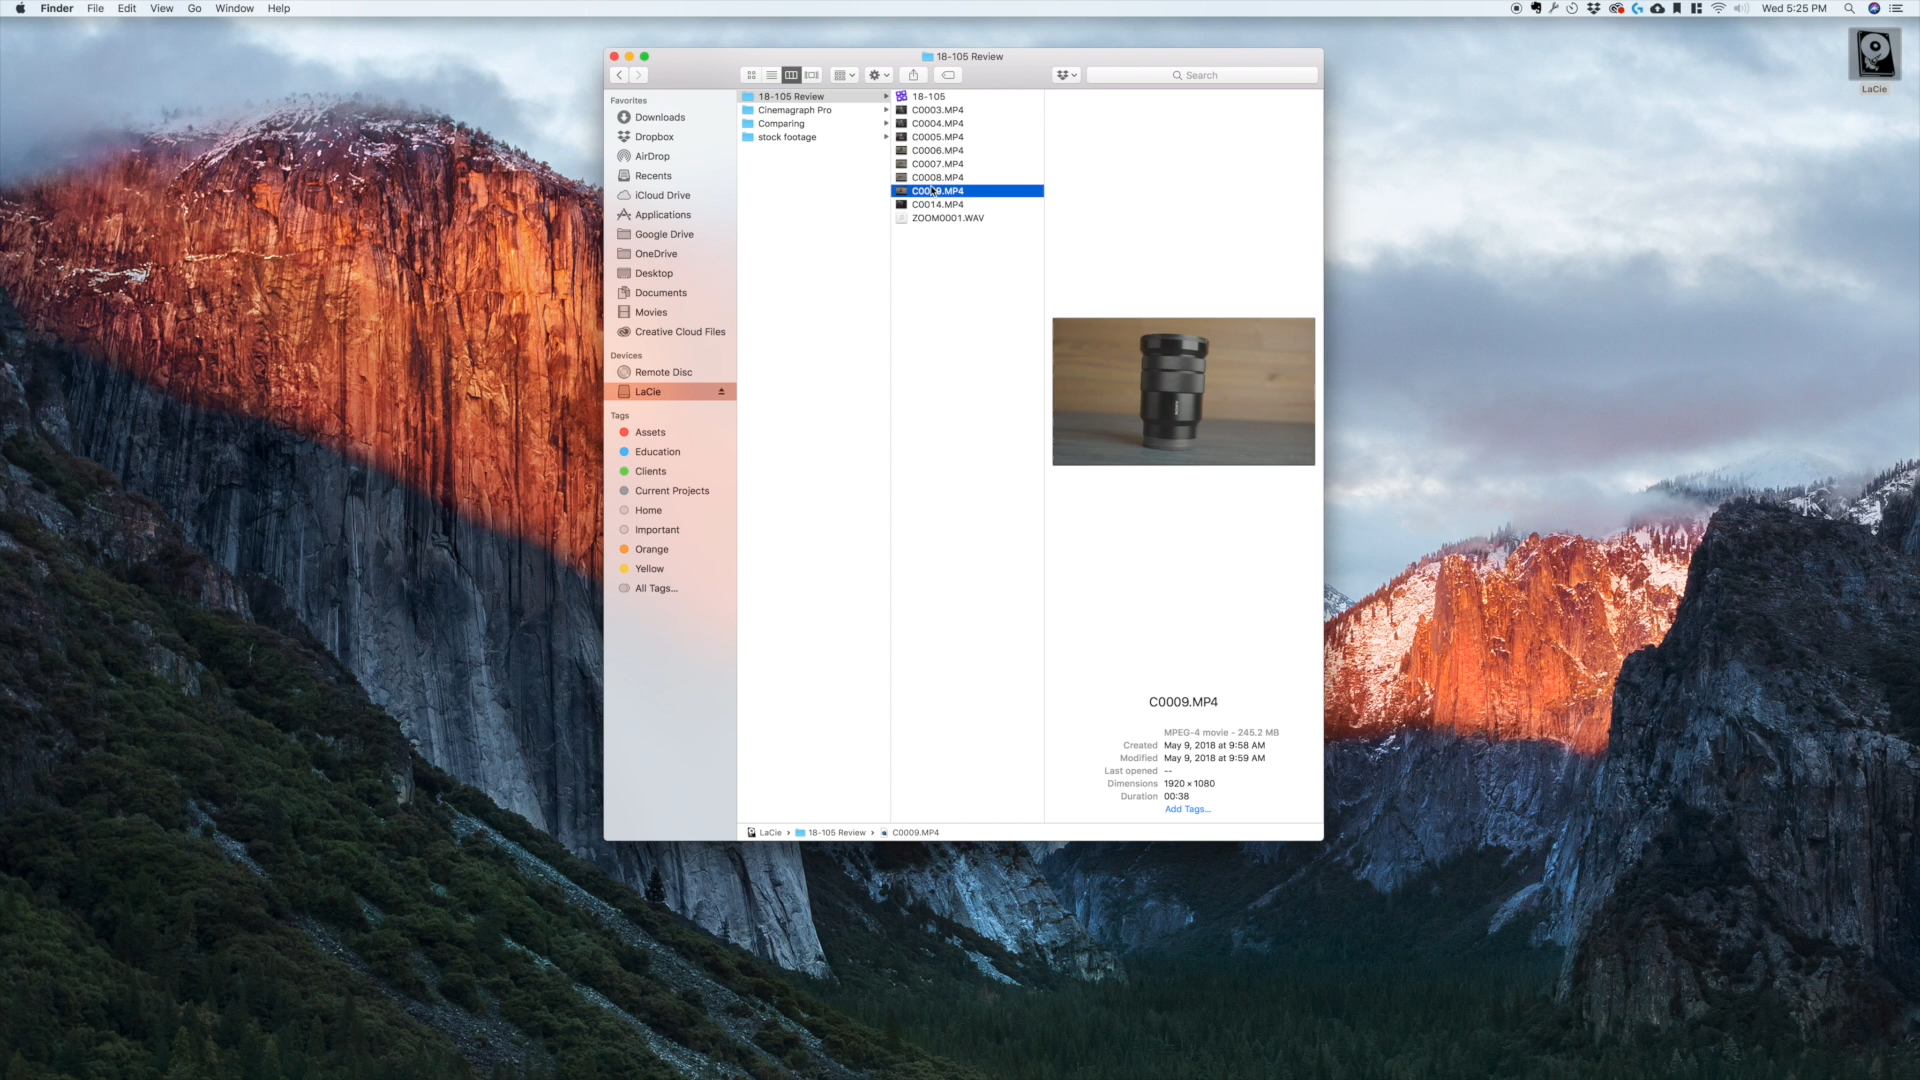 Finder File Edit View Go Window Help
Wed 5:25 PM
LaCie
18-105 Review
Search
Favorites
Downloads
Dropbox
AirDrop
Recents
iCloud Drive
Applications
Google Drive
OneDrive
Desktop
Documents
Movies
Creative Cloud Files
Devices
Remote Disc
LaCie
Tags
Assets
Education
Clients
Current Projects
Home
Important
Orange
Yellow
All Tags...
18-105 Review
Cinemagraph Pro
Comparing
stock footage
18-105
C0003.MP4
C0004.MP4
C0005.MP4
C0006.MP4
C0007.MP4
C0008.MP4
C0009.MP4
C0014.MP4
ZOOM0001.WAV
C0009.MP4
MPEG-4 movie - 245.2 MB
Created May 9, 2018 at 9:58 AM
Modified May 9, 2018 at 9:59 AM
Last opened --
Dimensions 1920 × 1080
Duration 00:38
Add Tags...
LaCie › 18-105 Review › C0009.MP4